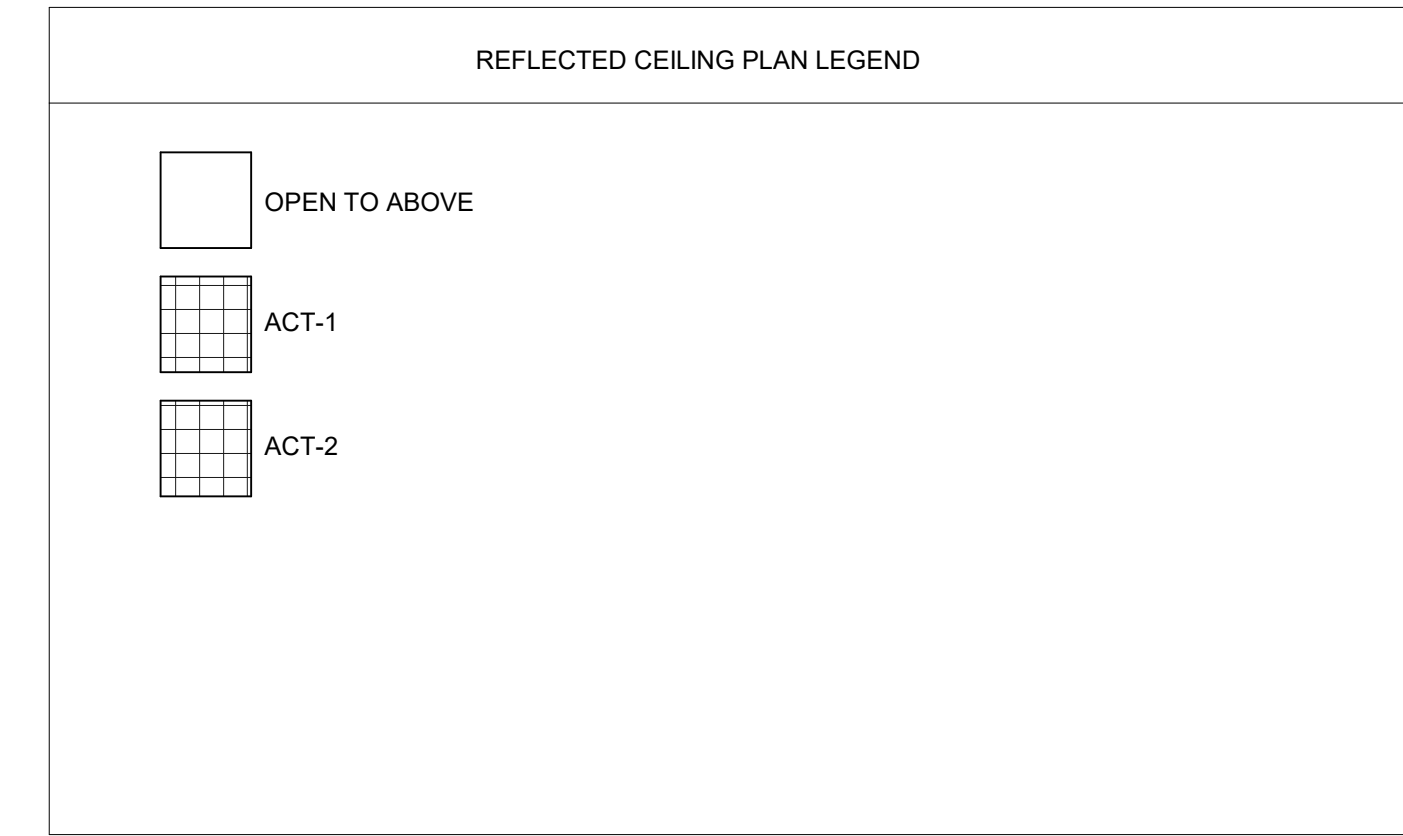 REFLECTED CEILING PLAN LEGEND
OPEN TO ABOVE
ACT-1
ACT-2